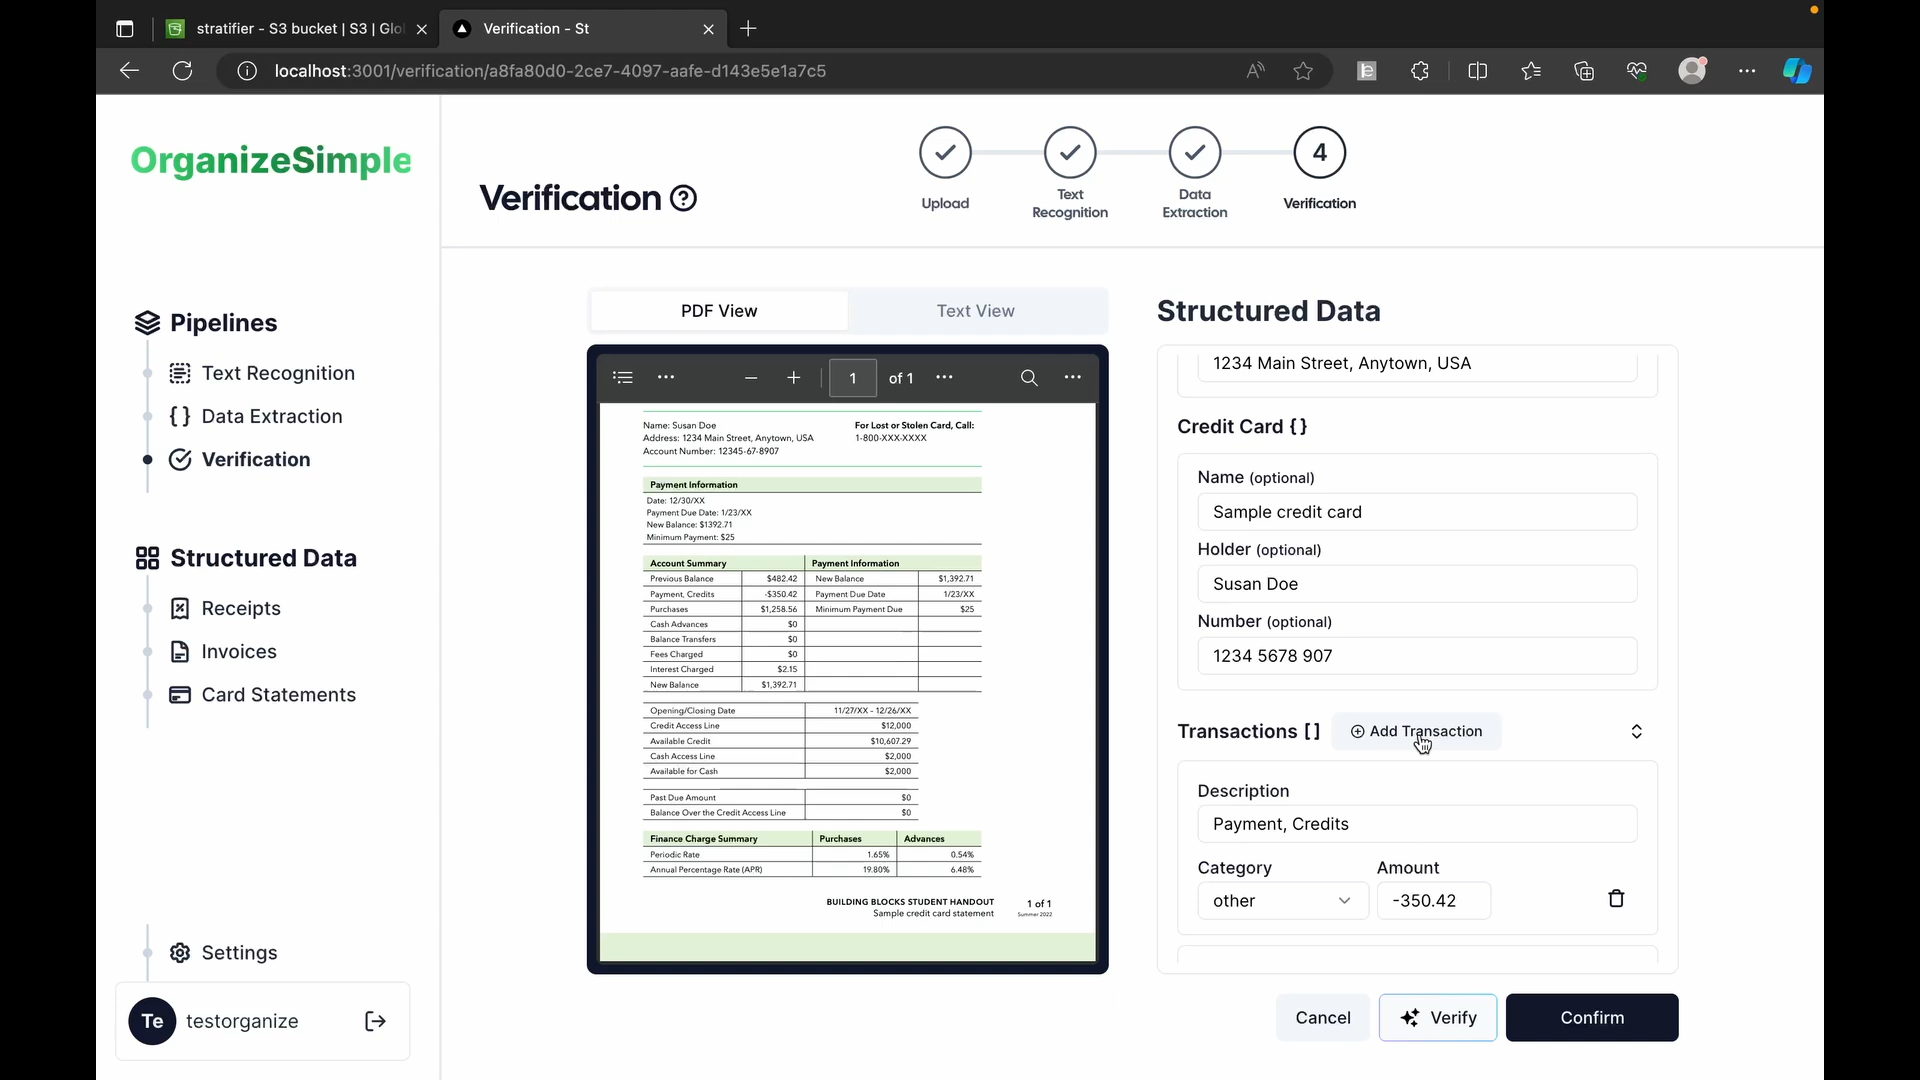 stratifier - S3 bucket | S3 | Glo
Verification - St
localhost:3001/verification/a8fa80d0-2ce7-4097-aafe-d143e5e1a7c5
OrganizeSimple
Pipelines
Text Recognition
Data Extraction
Verification
Structured Data
Receipts
Invoices
Card Statements
Settings
Te testorganize
Verification
Upload
Text
Recognition
Data
Extraction
4
Verification
PDF View
Text View
1 of 1
Name: Susan Doe
Address: 1234 Main Street, Anytown, USA
Account Number: 12345-67-8907
For Lost or Stolen Card, Call:
1-800-XXX-XXXX
Payment Information
Date: 12/30/XX
Payment Due Date: 1/23/XX
New Balance: $1392.71
Minimum Payment: $25
Account Summary Payment Information
Previous Balance $482.42 New Balance $1,392.71
Payment, Credits -$350.42 Payment Due Date 1/23/XX
Purchases $1,258.56 Minimum Payment Due $25
Cash Advances $0
Balance Transfers $0
Fees Charged $0
Interest Charged $2.15
New Balance $1,392.71
Opening/Closing Date 11/27/XX - 12/26/XX
Credit Access Line $12,000
Available Credit $10,607.29
Cash Access Line $2,000
Available for Cash $2,000
Past Due Amount $0
Balance Over the Credit Access Line $0
Finance Charge Summary Purchases Advances
Periodic Rate 1.65% 0.54%
Annual Percentage Rate (APR) 19.80% 6.48%
BUILDING BLOCKS STUDENT HANDOUT
Sample credit card statement
1 of 1
Summer 2022
Structured Data
1234 Main Street, Anytown, USA
Credit Card {}
Name (optional)
Sample credit card
Holder (optional)
Susan Doe
Number (optional)
1234 5678 907
Transactions [] Add Transaction
Description
Payment, Credits
Category Amount
other -350.42
Cancel Verify Confirm